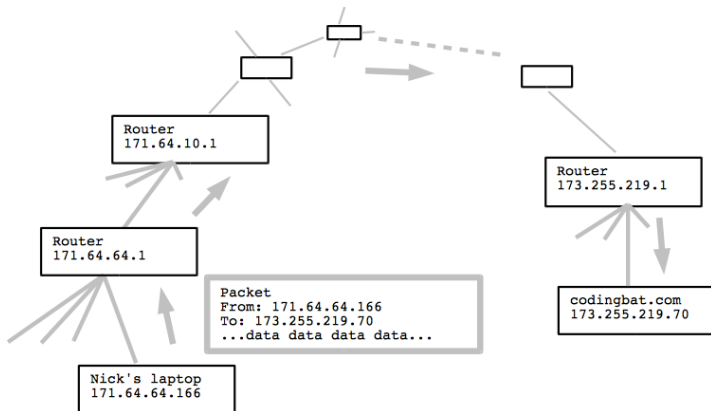 Router
171.64.10.1
Router
173.255.219.1
Router
171.64.64.1
Packet
From: 171.64.64.166
To: 173.255.219.70
...data data data data...
codingbat.com
173.255.219.70
Nick's laptop
171.64.64.166